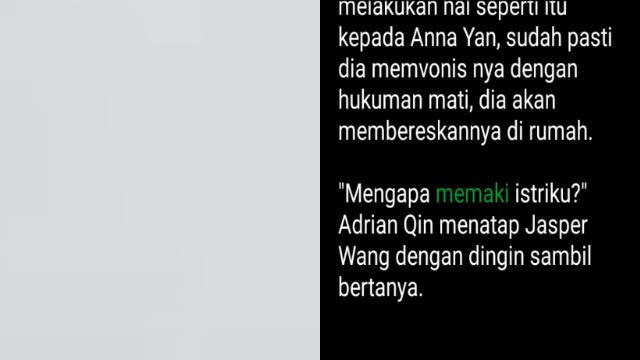 melakukan hal seperti itu
kepada Anna Yan, sudah pasti
dia memvonis nya dengan
hukuman mati, dia akan
membereskannya di rumah.
"Mengapa memaki istriku?"
Adrian Qin menatap Jasper
Wang dengan dingin sambil
bertanya.